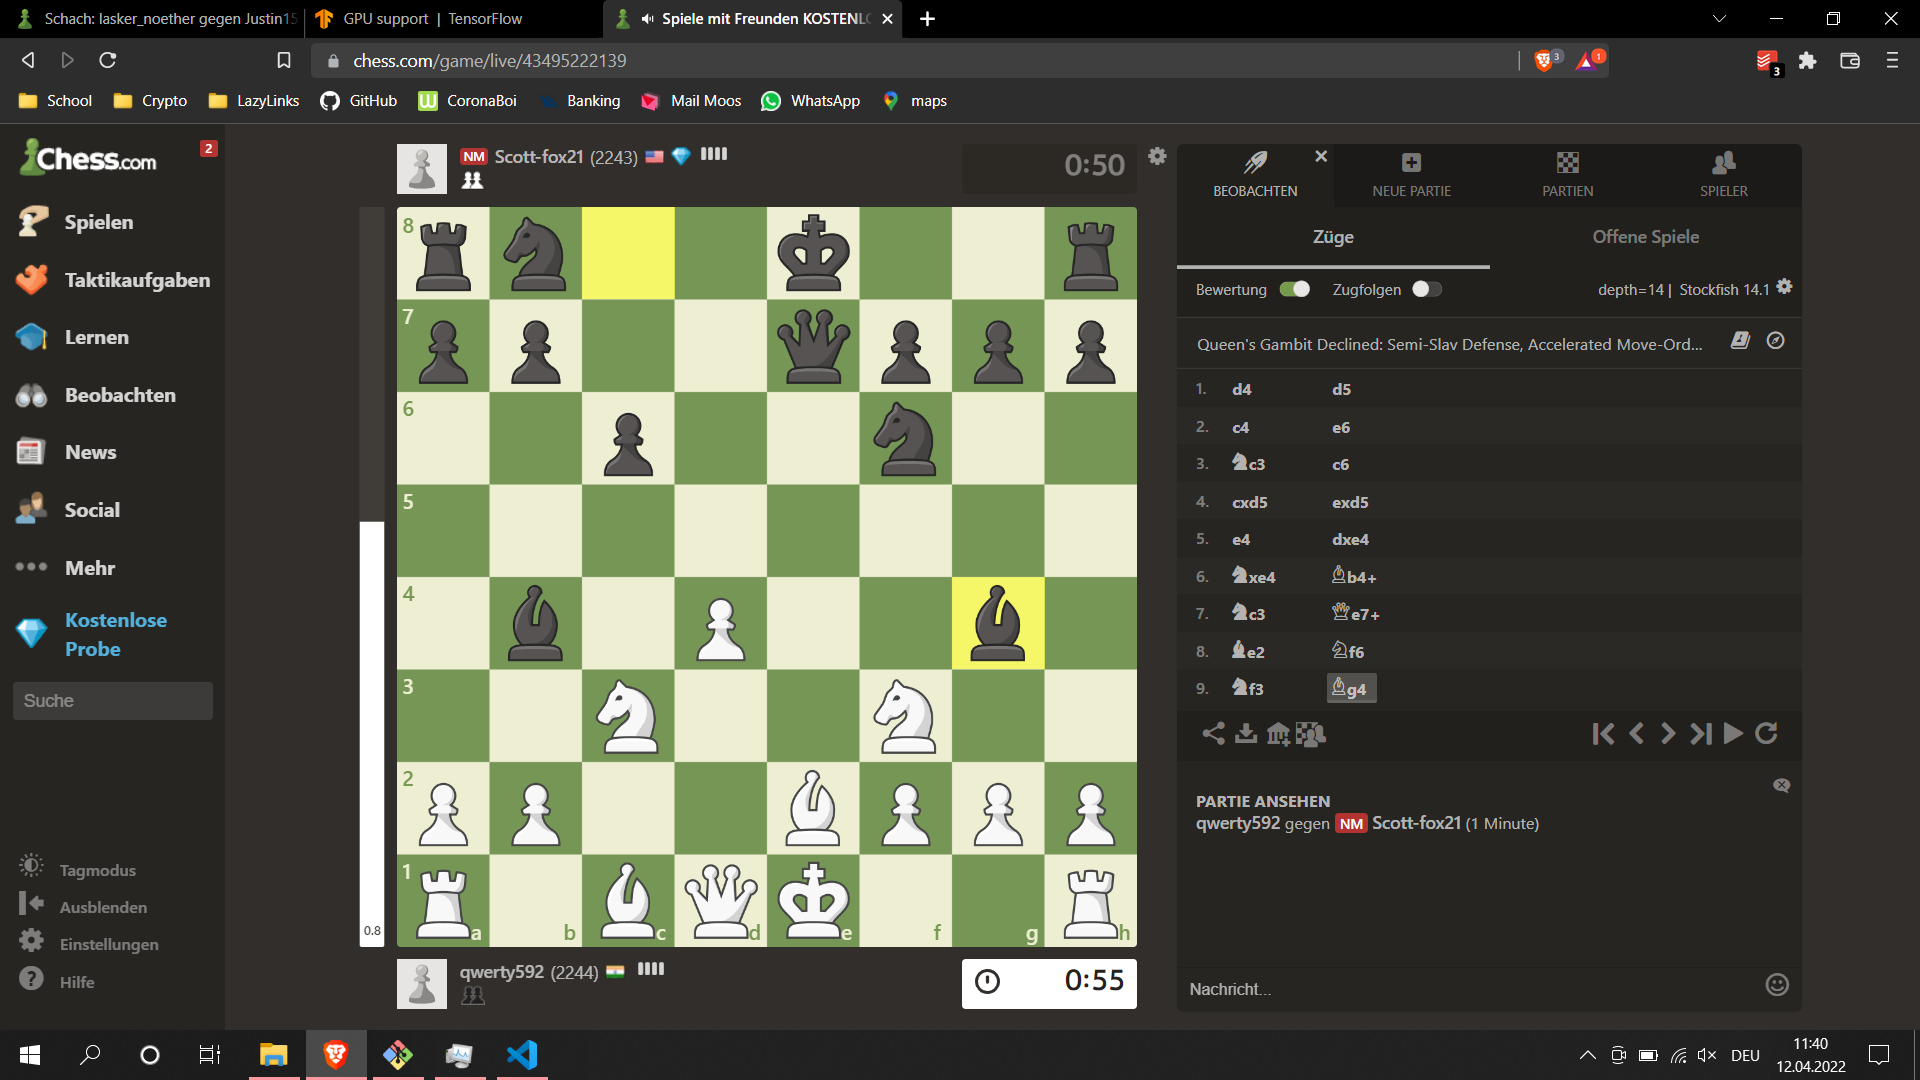 Schach: lasker_noether gegen Justin15
GPU support | TensorFlow
Spiele mit Freunden KOSTENLO
chess.com/game/live/43495222139
3
1
3
School
Crypto
LazyLinks
GitHub
CoronaBoi
Banking
Mail Moos
WhatsApp
maps
Chess.com
2
Spielen
Taktikaufgaben
Lernen
Beobachten
News
Social
Mehr
Kostenlose
Probe
Suche
Tagmodus
Ausblenden
Einstellungen
Hilfe
NM Scott-fox21 (2243)
0:50
8
7
6
5
4
3
2
1
a b c d e f g h
0.8
qwerty592 (2244)
0:55
BEOBACHTEN
NEUE PARTIE
PARTIEN
SPIELER
Züge
Offene Spiele
Bewertung
Zugfolgen
depth=14 | Stockfish 14.1
Queen's Gambit Declined: Semi-Slav Defense, Accelerated Move-Ord...
1. d4 d5
2. c4 e6
3. c3 c6
4. cxd5 exd5
5. e4 dxe4
6. xe4 b4+
7. c3 e7+
8. e2 f6
9. f3 g4
PARTIE ANSEHEN
qwerty592 gegen NM Scott-fox21 (1 Minute)
Nachricht...
DEU
11:40
12.04.2022